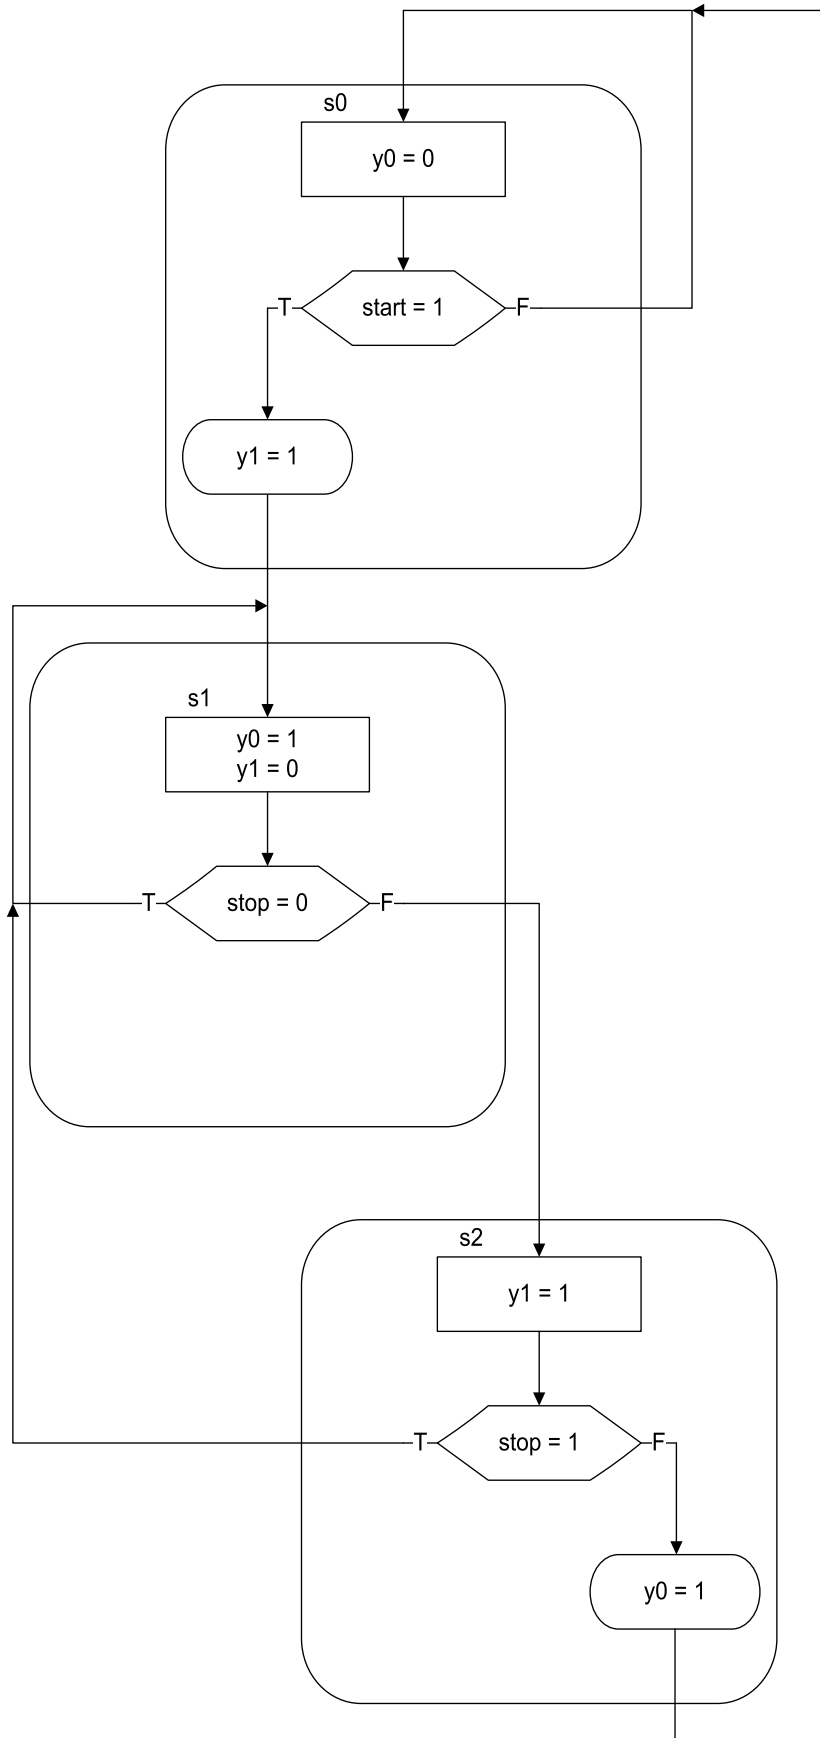 s0
y0 = 0
T
start = 1
F
y1 = 1
s1
y0 = 1
y1 = 0
T
stop = 0
F
s2
y1 = 1
T
stop = 1
F
y0 = 1